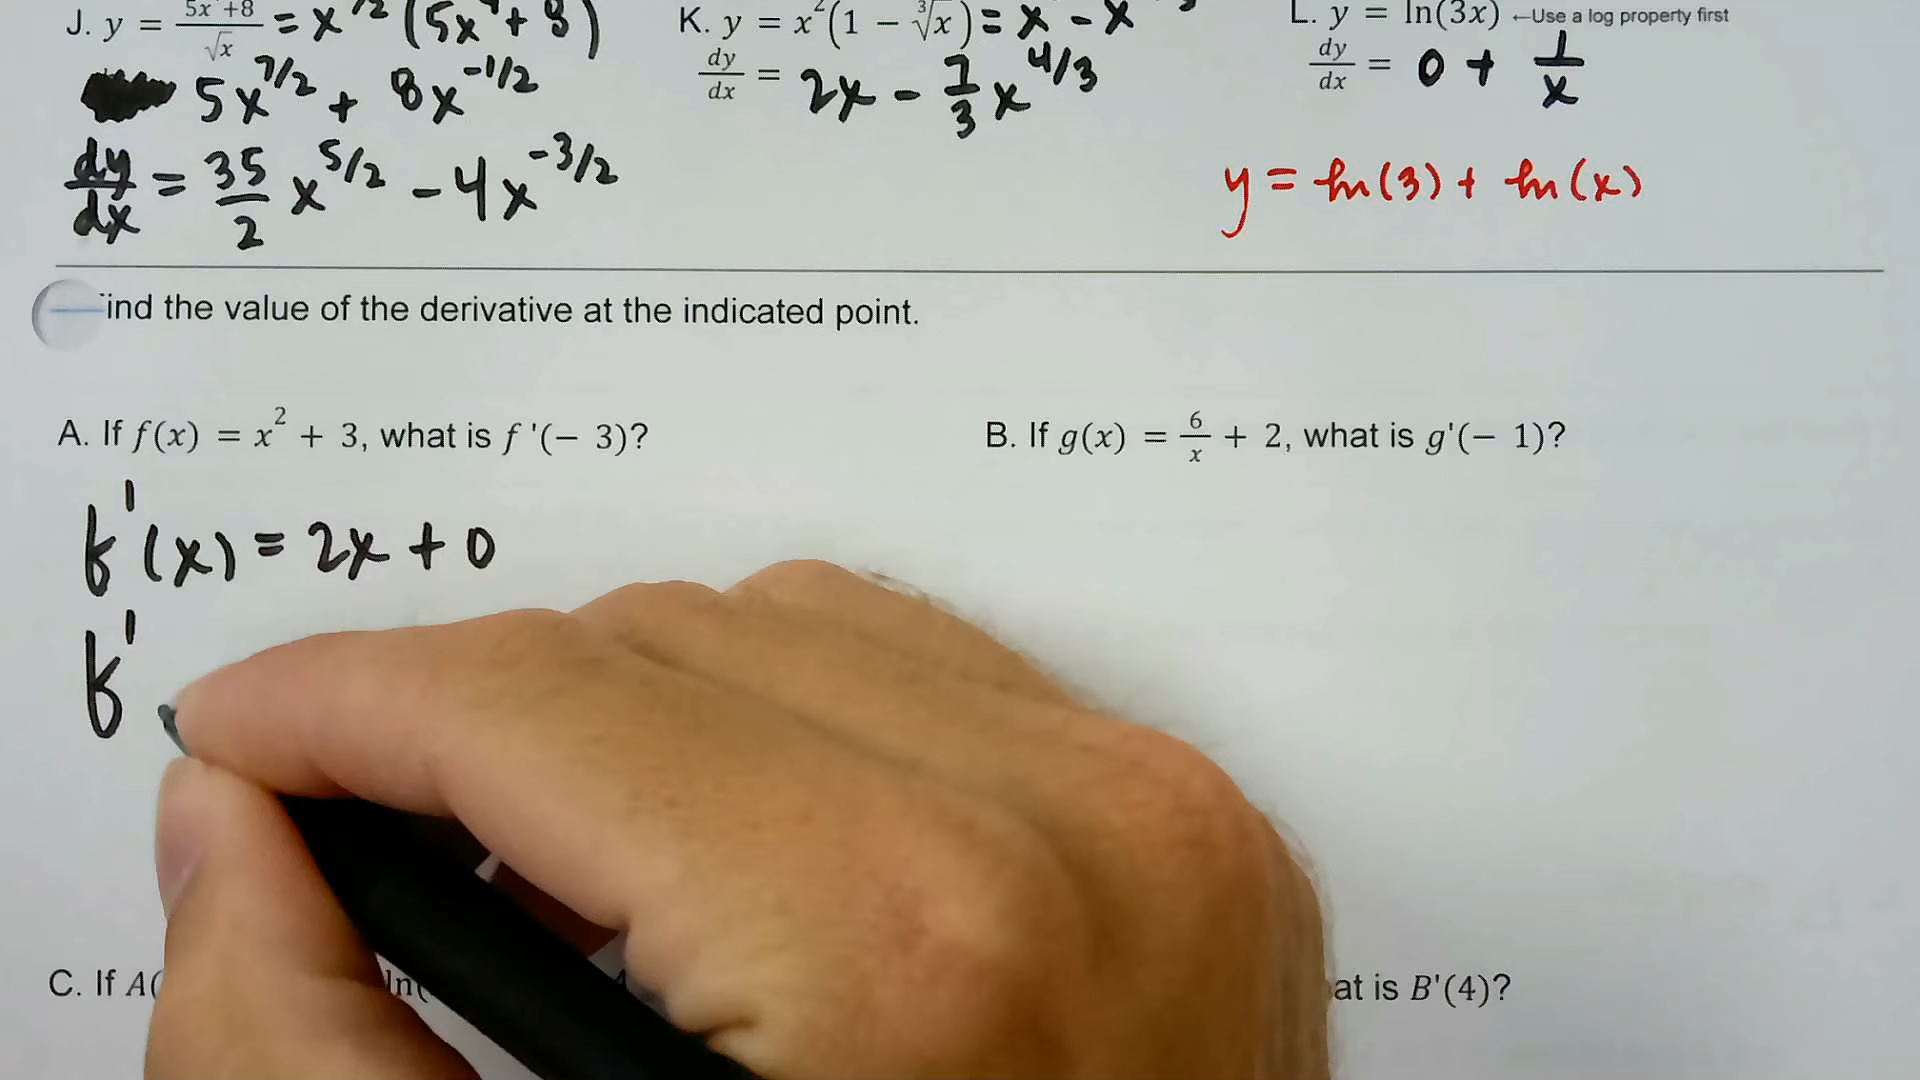 J. y = 5x +8 / √x = x (5x + 8)
5x^7/2 + 8x^-1/2
dy/dx = 35/2 x^5/2 - 4x^-3/2
K. y = x²(1 − ∛x) = x - x
dy/dx = 2x - 7/3 x^4/3
L. y = ln(3x) ←Use a log property first
dy/dx = 0 + 1/x
y = ln(3) + ln(x)
ind the value of the derivative at the indicated point.
A. If f(x) = x² + 3, what is f '(− 3)?
f'(x) = 2x + 0
f'
B. If g(x) = 6/x + 2, what is g'(− 1)?
C. If A( ln(
at is B'(4)?